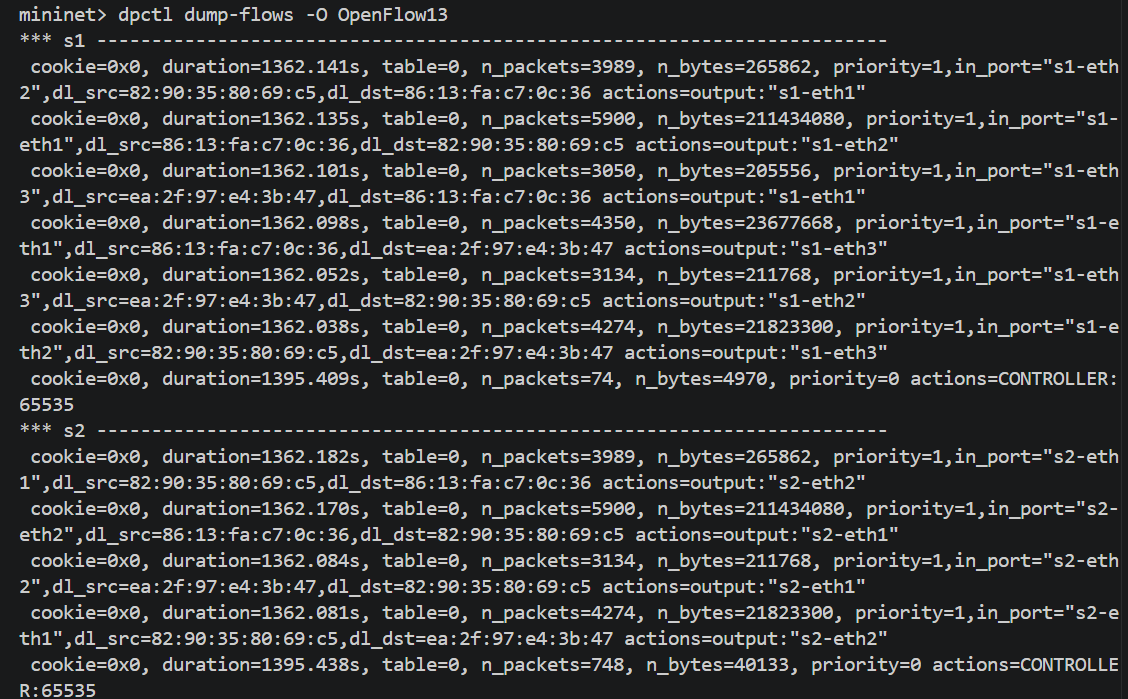 mininet> dpctl dump-flows -O OpenFlow13
*** s1 ------------------------------------------------------------------------
 cookie=0x0, duration=1362.141s, table=0, n_packets=3989, n_bytes=265862, priority=1,in_port="s1-eth
2",dl_src=82:90:35:80:69:c5,dl_dst=86:13:fa:c7:0c:36 actions=output:"s1-eth1"
 cookie=0x0, duration=1362.135s, table=0, n_packets=5900, n_bytes=211434080, priority=1,in_port="s1-
eth1",dl_src=86:13:fa:c7:0c:36,dl_dst=82:90:35:80:69:c5 actions=output:"s1-eth2"
 cookie=0x0, duration=1362.101s, table=0, n_packets=3050, n_bytes=205556, priority=1,in_port="s1-eth
3",dl_src=ea:2f:97:e4:3b:47,dl_dst=86:13:fa:c7:0c:36 actions=output:"s1-eth1"
 cookie=0x0, duration=1362.098s, table=0, n_packets=4350, n_bytes=23677668, priority=1,in_port="s1-e
th1",dl_src=86:13:fa:c7:0c:36,dl_dst=ea:2f:97:e4:3b:47 actions=output:"s1-eth3"
 cookie=0x0, duration=1362.052s, table=0, n_packets=3134, n_bytes=211768, priority=1,in_port="s1-eth
3",dl_src=ea:2f:97:e4:3b:47,dl_dst=82:90:35:80:69:c5 actions=output:"s1-eth2"
 cookie=0x0, duration=1362.038s, table=0, n_packets=4274, n_bytes=21823300, priority=1,in_port="s1-e
th2",dl_src=82:90:35:80:69:c5,dl_dst=ea:2f:97:e4:3b:47 actions=output:"s1-eth3"
 cookie=0x0, duration=1395.409s, table=0, n_packets=74, n_bytes=4970, priority=0 actions=CONTROLLER:
65535
*** s2 ------------------------------------------------------------------------
 cookie=0x0, duration=1362.182s, table=0, n_packets=3989, n_bytes=265862, priority=1,in_port="s2-eth
1",dl_src=82:90:35:80:69:c5,dl_dst=86:13:fa:c7:0c:36 actions=output:"s2-eth2"
 cookie=0x0, duration=1362.170s, table=0, n_packets=5900, n_bytes=211434080, priority=1,in_port="s2-
eth2",dl_src=86:13:fa:c7:0c:36,dl_dst=82:90:35:80:69:c5 actions=output:"s2-eth1"
 cookie=0x0, duration=1362.084s, table=0, n_packets=3134, n_bytes=211768, priority=1,in_port="s2-eth
2",dl_src=ea:2f:97:e4:3b:47,dl_dst=82:90:35:80:69:c5 actions=output:"s2-eth1"
 cookie=0x0, duration=1362.081s, table=0, n_packets=4274, n_bytes=21823300, priority=1,in_port="s2-e
th1",dl_src=82:90:35:80:69:c5,dl_dst=ea:2f:97:e4:3b:47 actions=output:"s2-eth2"
 cookie=0x0, duration=1395.438s, table=0, n_packets=748, n_bytes=40133, priority=0 actions=CONTROLLE
R:65535